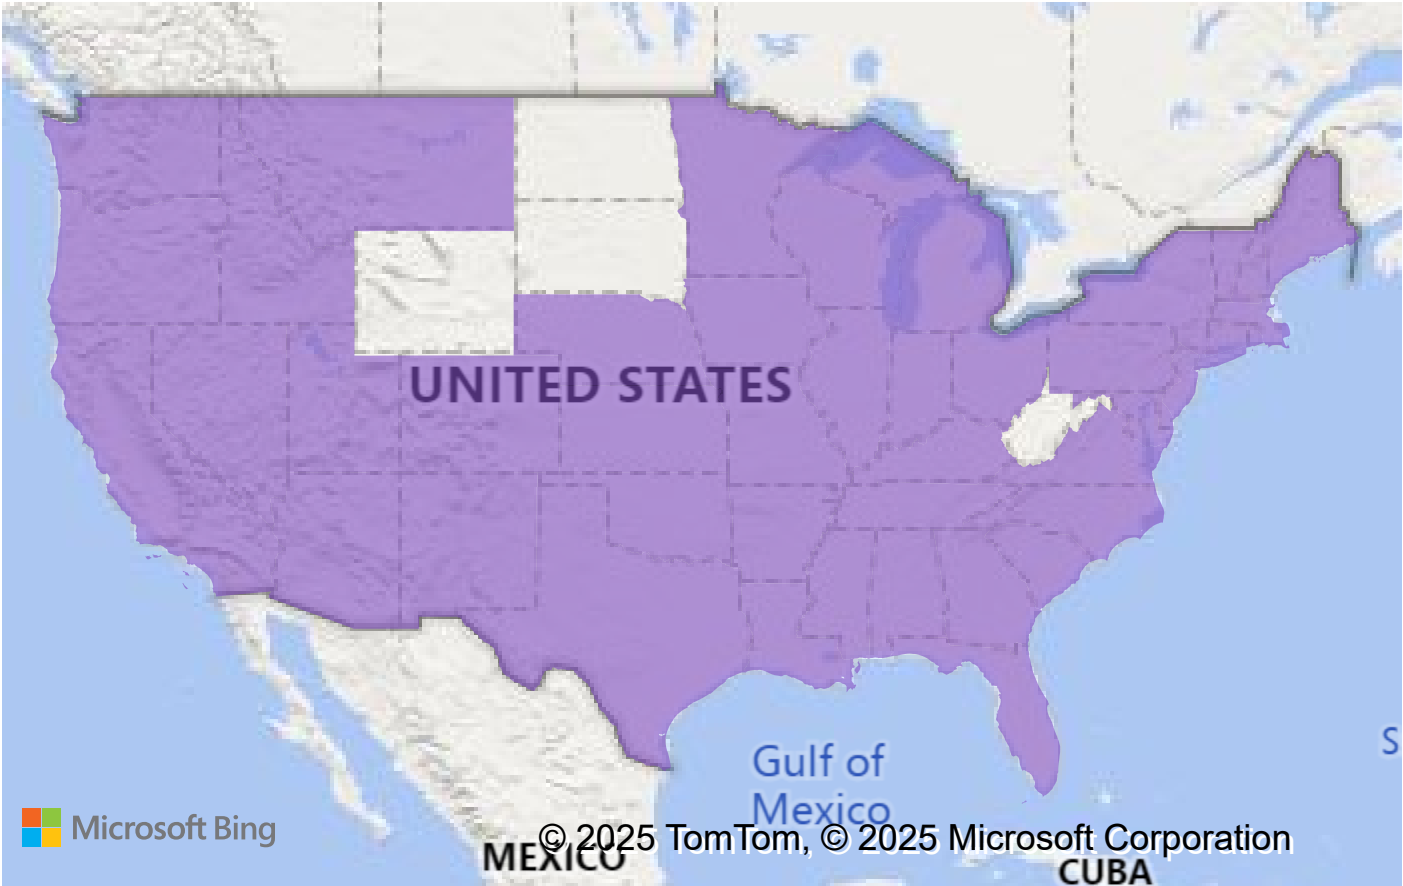 UNITED STATES
Gulf of
Mexico
S
Microsoft Bing
© 2025 TomTom, © 2025 Microsoft Corporation
MEXICO
CUBA